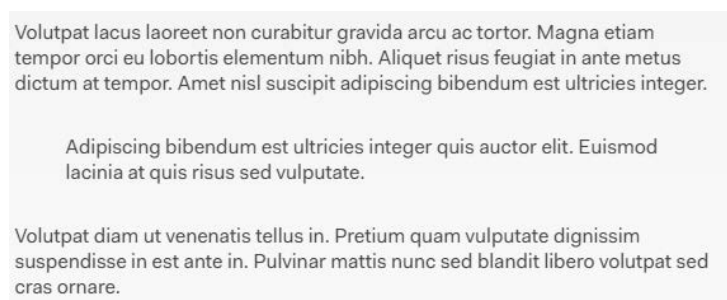 Volutpat lacus laoreet non curabitur gravida arcu ac tortor. Magna etiam
tempor orci eu lobortis elementum nibh. Aliquet risus feugiat in ante metus
dictum at tempor. Amet nisl suscipit adipiscing bibendum est ultricies integer.
Adipiscing bibendum est ultricies integer quis auctor elit. Euismod
lacinia at quis risus sed vulputate.
Volutpat diam ut venenatis tellus in. Pretium quam vulputate dignissim
suspendisse in est ante in. Pulvinar mattis nunc sed blandit libero volutpat sed
cras ornare.